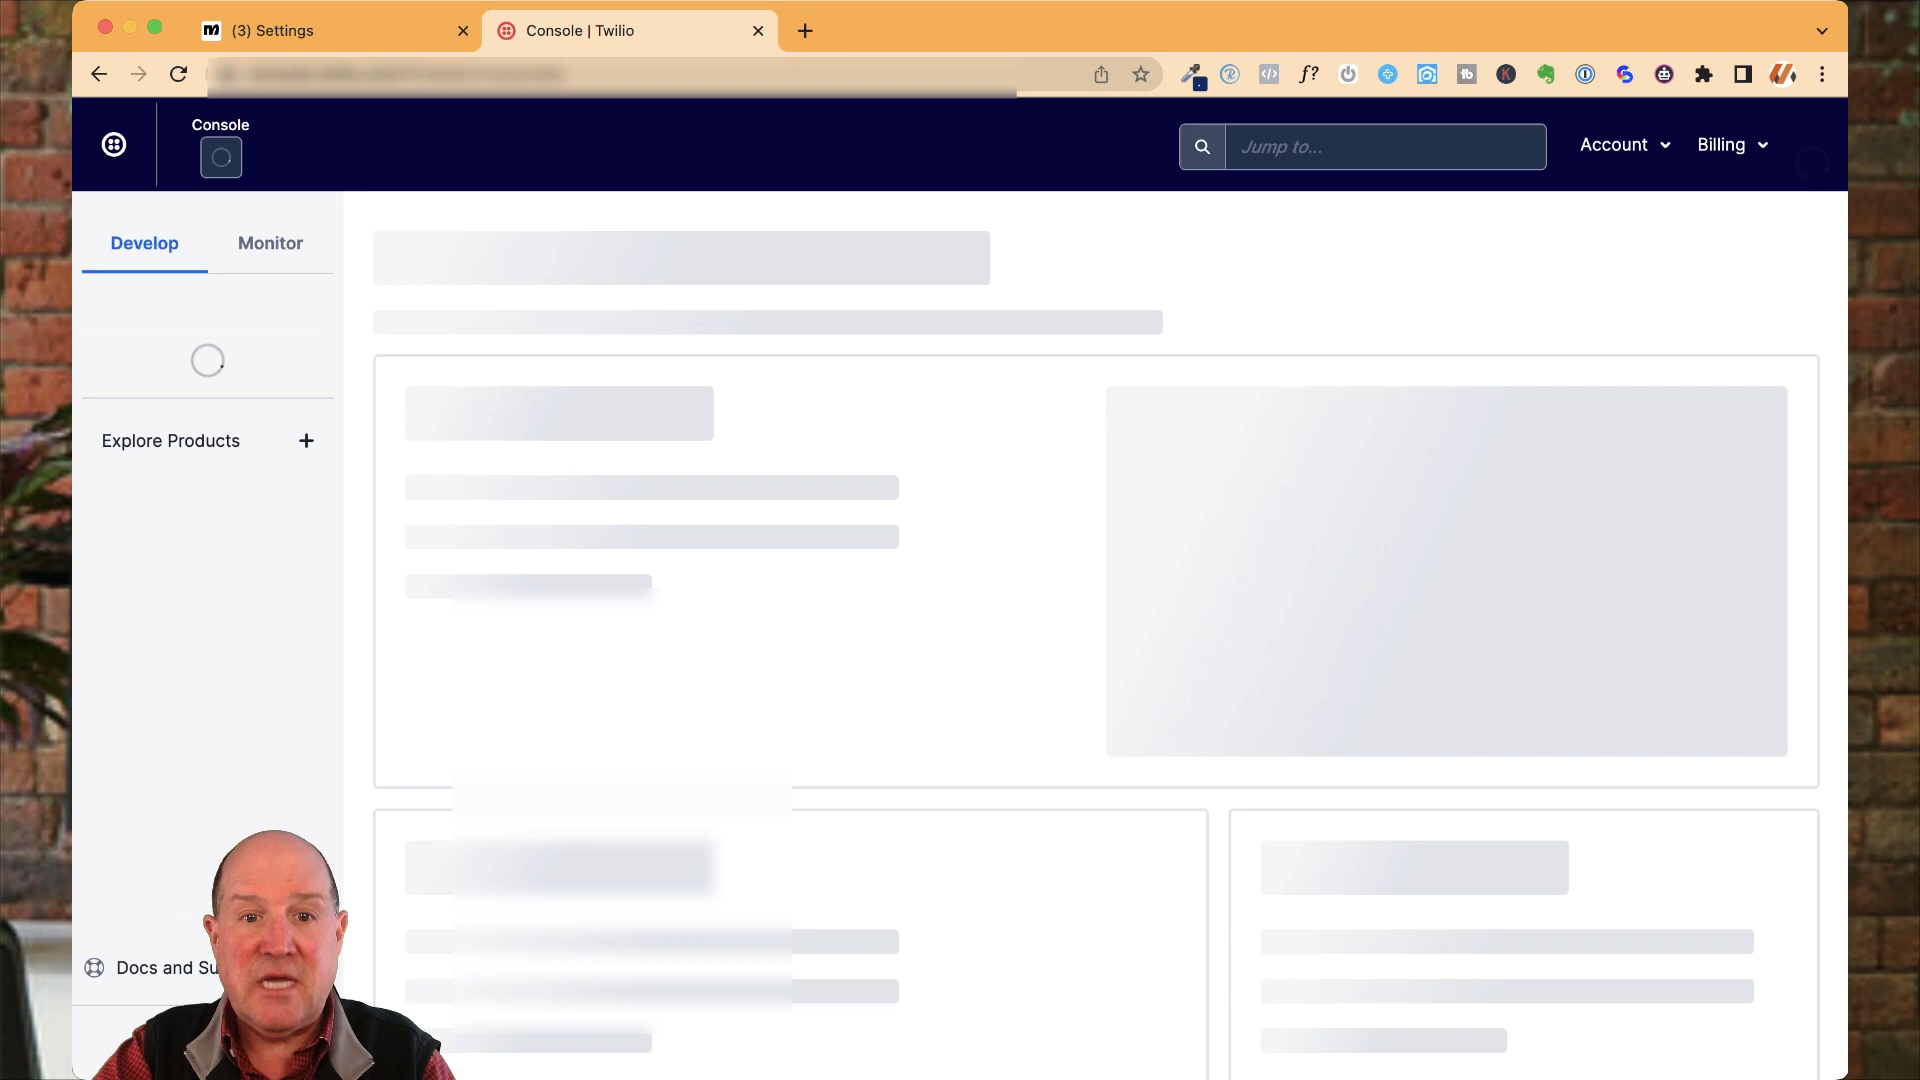 (3) Settings
Console | Twilio
Console
Jump to...
Account
Billing
Develop
Monitor
Explore Products
Docs and Su